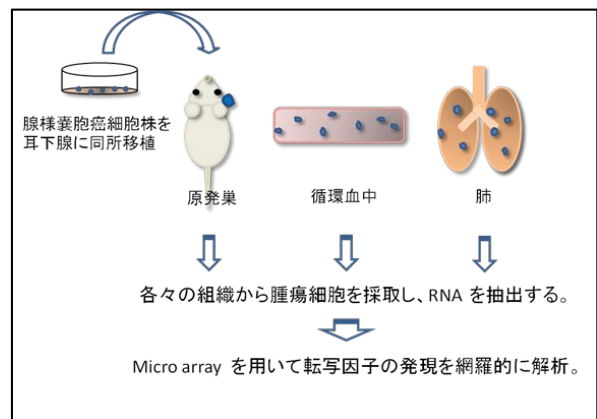 腺様嚢胞癌細胞株を
耳下腺に同所移植
原発巣
循環血中
肺
各々の組織から腫瘍細胞を採取し、RNA を抽出する。
Micro array を用いて転写因子の発現を網羅的に解析。